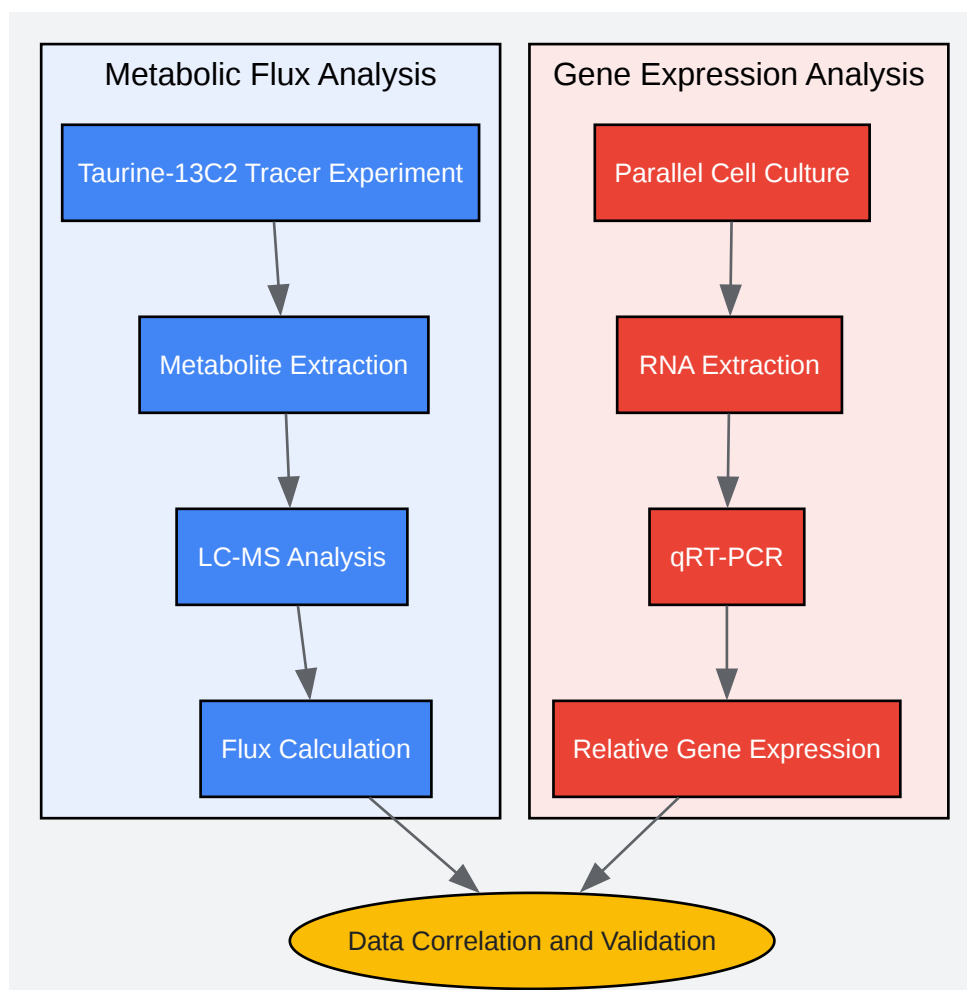 Metabolic Flux Analysis
Taurine-13C2 Tracer Experiment
Metabolite Extraction
LC-MS Analysis
Flux Calculation
Gene Expression Analysis
Parallel Cell Culture
RNA Extraction
qRT-PCR
Relative Gene Expression
Data Correlation and Validation